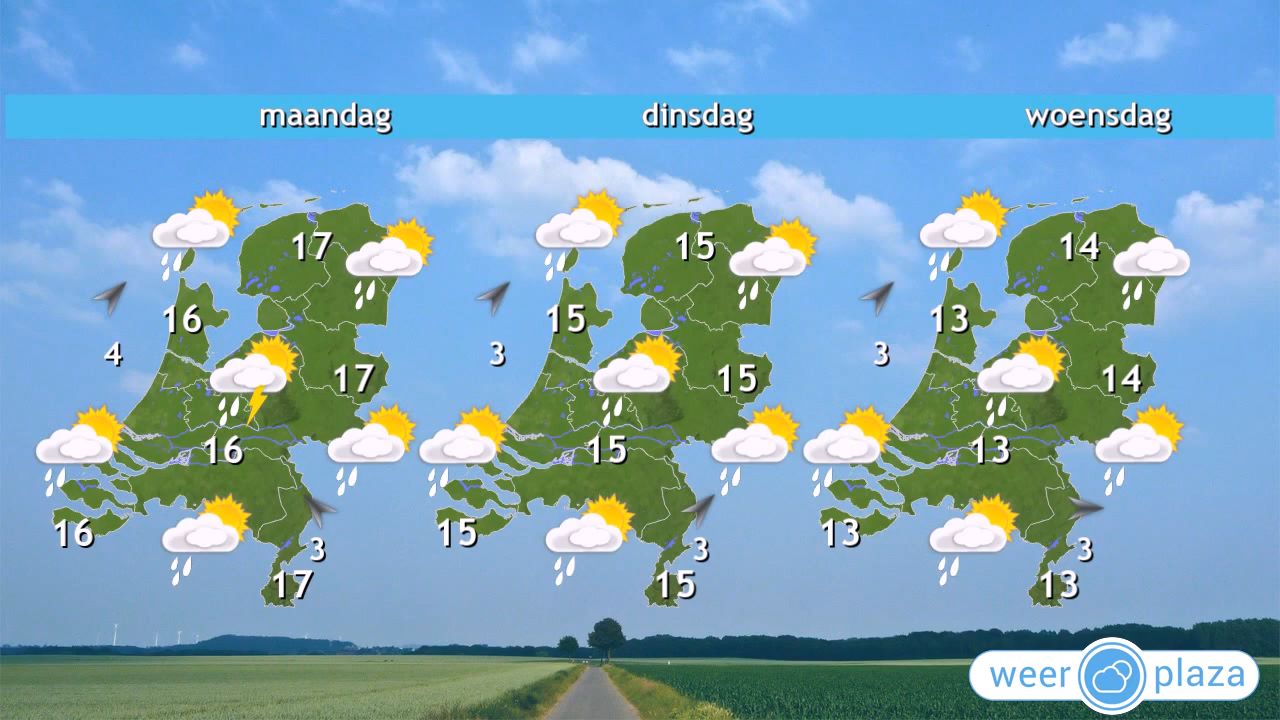 maandag dinsdag woensdag
17 15 14
16 15 13
4 3 3
17 15 14
16 15 13
16 15 13
3 3 3
17 15 13
weer plaza